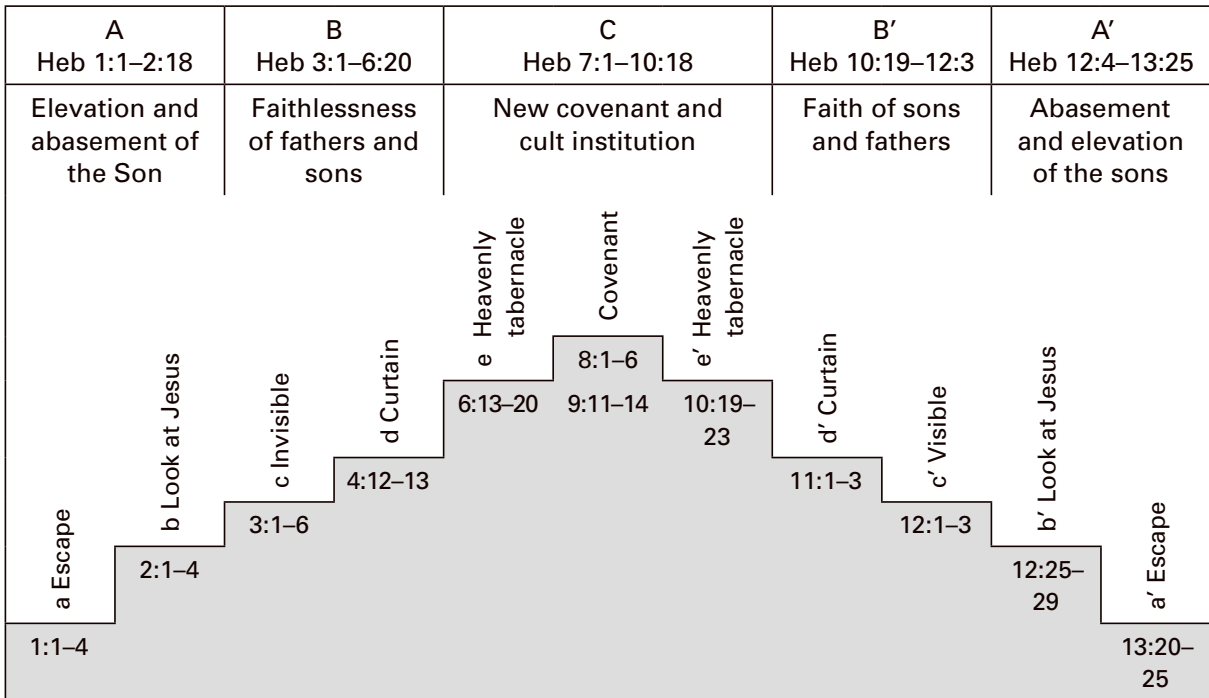 A
Heb 1:1–2:18
B
Heb 3:1–6:20
C
Heb 7:1–10:18
B’
Heb 10:19–12:3
A’
Heb 12:4–13:25
Elevation and
abasement of
the Son
Faithlessness
of fathers and
sons
New covenant and
cult institution
Faith of sons
and fathers
Abasement
and elevation
of the sons
a Escape
b Look at Jesus
c Invisible
d Curtain
e Heavenly
tabernacle
Covenant
e’ Heavenly
tabernacle
d’ Curtain
c’ Visible
b’ Look at Jesus
a’ Escape
1:1–4
2:1–4
3:1–6
4:12–13
6:13–20
8:1–6
9:11–14
10:19–
23
11:1–3
12:1–3
12:25–
29
13:20–
25